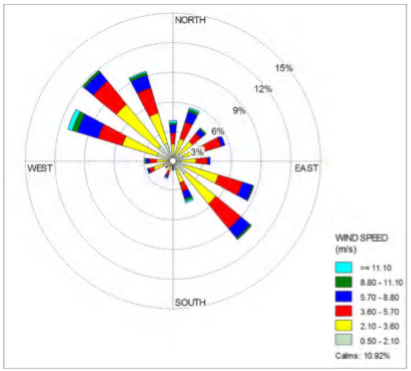 NORTH
15%
12%
9%
6%
3%
WEST
EAST
SOUTH
WIND SPEED
(m/s)
>= 11.10
8.80 - 11.10
5.70 - 8.80
3.60 - 5.70
2.10 - 3.60
0.50 - 2.10
Calms: 10.92%